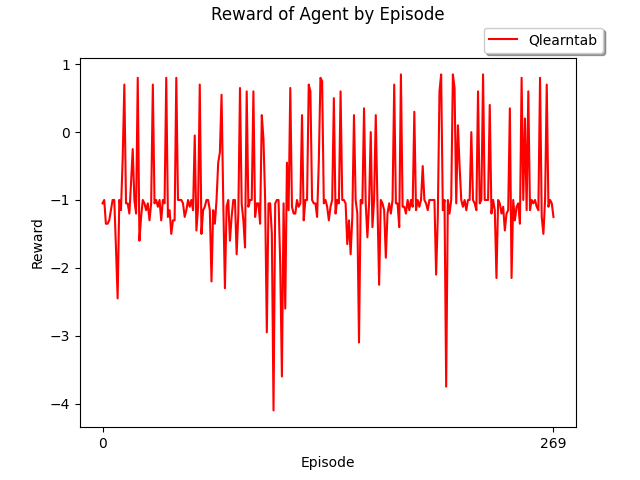 Reward of Agent by Episode
Qlearntab
1
0
−1
−2
−3
−4
Reward
0
269
Episode